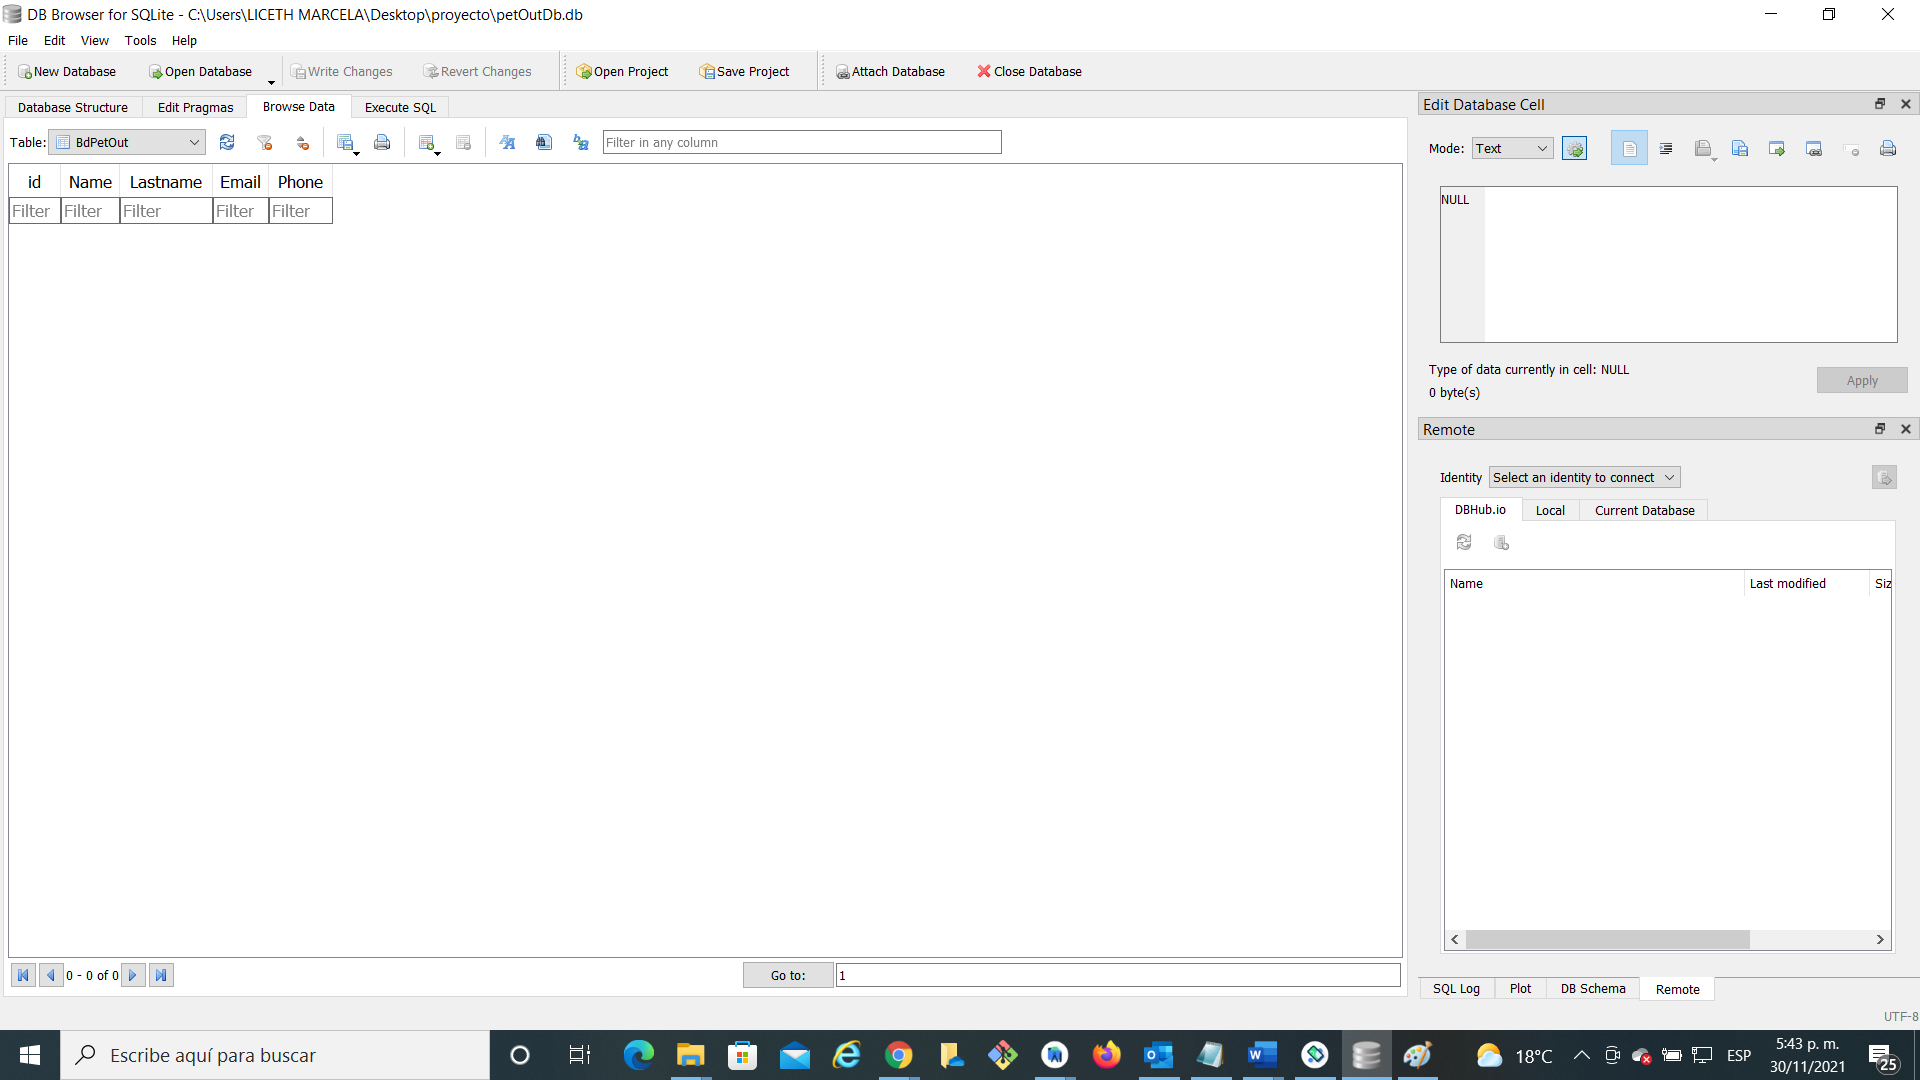 DB Browser for SQLite - C:\Users\LICETH MARCELA\Desktop\proyecto\petOutDb.db
File Edit View Tools Help
New Database Open Database Write Changes Revert Changes Open Project Save Project Attach Database Close Database
Database Structure Edit Pragmas Browse Data Execute SQL
Table: BdPetOut Filter in any column
id Name Lastname Email Phone
Filter Filter Filter Filter Filter
0 - 0 of 0 Go to: 1
Edit Database Cell
Mode: Text
NULL
Type of data currently in cell: NULL
0 byte(s)
Apply
Remote
Identity Select an identity to connect
DBHub.io Local Current Database
Name Last modified Siz
SQL Log Plot DB Schema Remote
UTF-8
Escribe aquí para buscar
18°C ESP
5:43 p. m.
30/11/2021
25